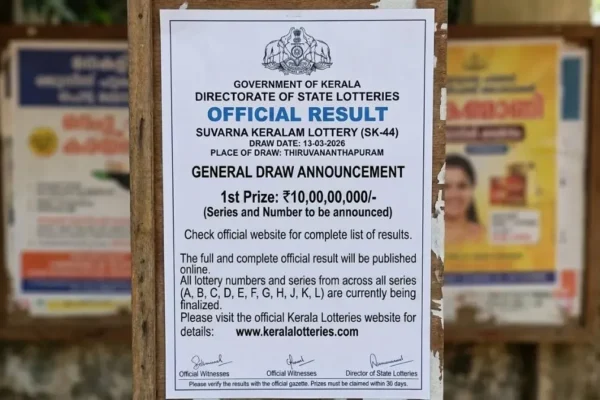 GOVERNMENT OF KERALA
DIRECTORATE OF STATE LOTTERIES
OFFICIAL RESULT
SUVARNA KERALAM LOTTERY (SK-44)
DRAW DATE: 13-03-2026
PLACE OF DRAW: THIRUVANANTHAPURAM
GENERAL DRAW ANNOUNCEMENT
1st Prize: ₹10,00,00,000/-
(Series and Number to be announced)
Check official website for complete list of results.
The full and complete official result will be published
online.
All lottery numbers and series from across all series
(A, B, C, D, E, F, G, H, J, K, L) are currently being
finalized.
Please visit the official Kerala Lotteries website for
details: www.keralalotteries.com
Official Witnesses Official Witnesses Director of State Lotteries
Please verify the results with the official gazette. Prizes must be claimed within 30 days.